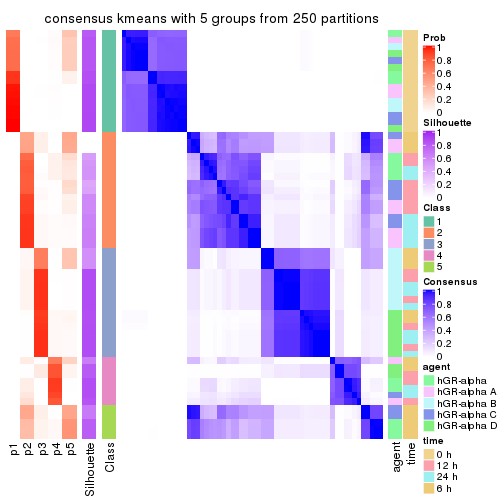 consensus kmeans with 5 groups from 250 partitions
Prob
1
0.8
0.6
0.4
0.2
0
Silhouette
1
0.8
0.6
0.4
0.2
0
Class
1
2
3
4
5
Consensus
1
0.8
0.6
0.4
0.2
0
agent
hGR-alpha
hGR-alpha A
hGR-alpha B
hGR-alpha C
hGR-alpha D
time
0 h
12 h
24 h
6 h
p1
p2
p3
p4
p5
Silhouette
Class
agent
time